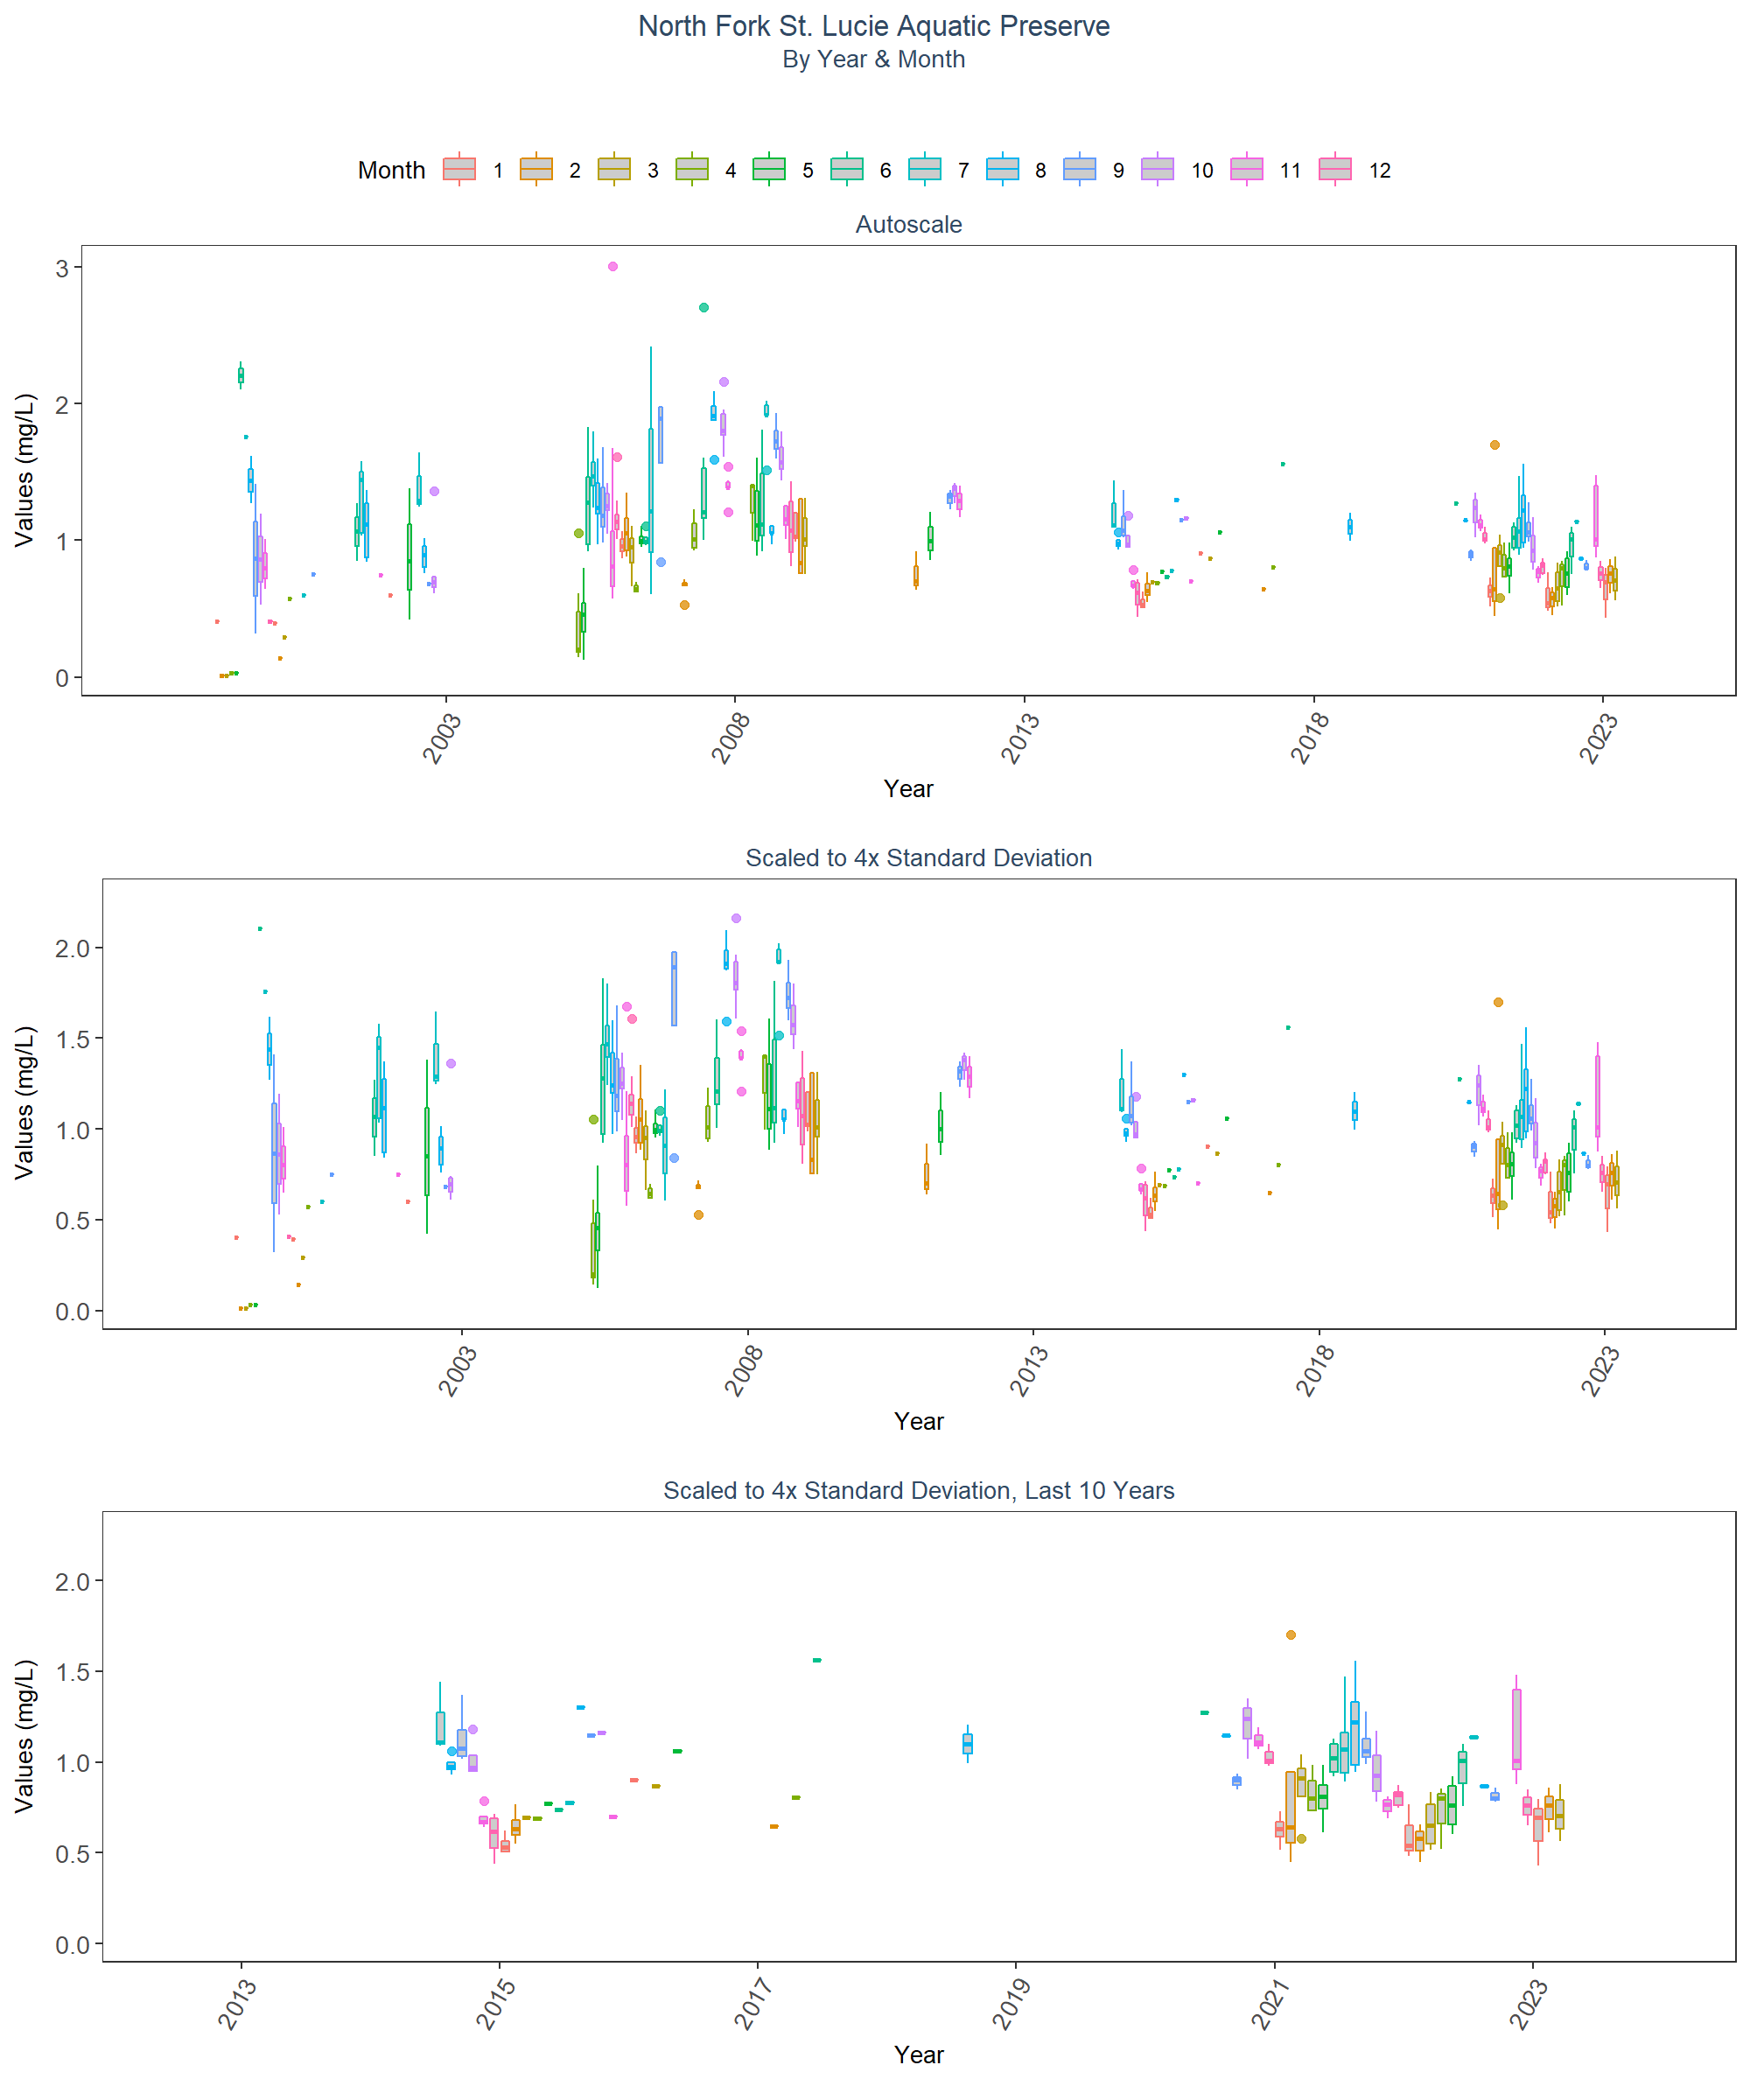 North Fork St. Lucie Aquatic Preserve
By Year & Month
Month 1 2 3 4 5 6 7 8 9 10 11 12
Autoscale
Values (mg/L)
3
2
1
0
2003 2008 2013 2018 2023
Year
Scaled to 4x Standard Deviation
Values (mg/L)
2.0
1.5
1.0
0.5
0.0
2003 2008 2013 2018 2023
Year
Scaled to 4x Standard Deviation, Last 10 Years
Values (mg/L)
2.0
1.5
1.0
0.5
0.0
2013 2015 2017 2019 2021 2023
Year